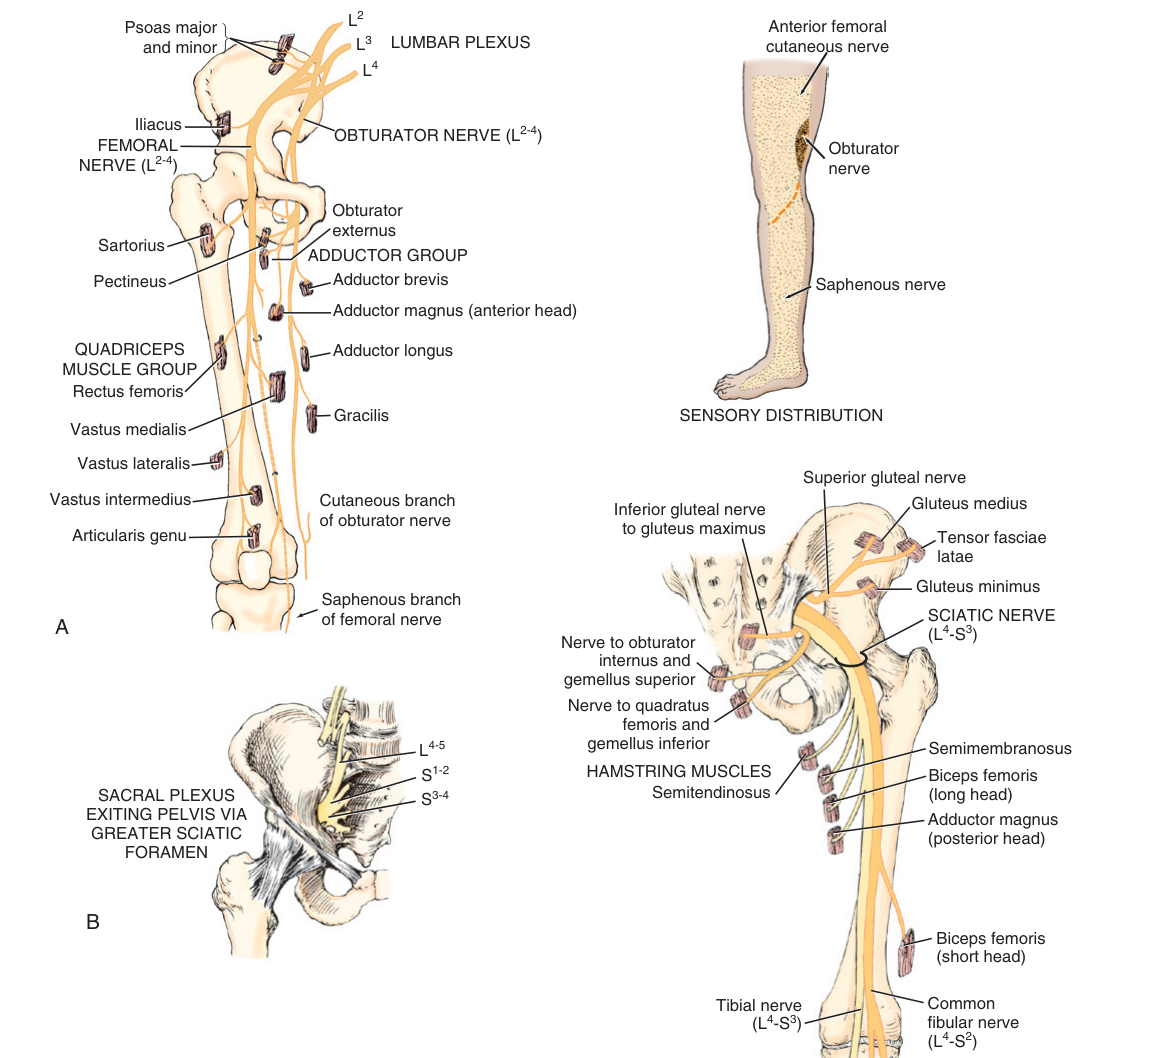 Psoas major
and minor
L2
L3
L4
LUMBAR PLEXUS
Iliacus
FEMORAL
NERVE (L2-4)
OBTURATOR NERVE (L2-4)
Obturator
externus
Sartorius
ADDUCTOR GROUP
Pectineus
Adductor brevis
Adductor magnus (anterior head)
QUADRICEPS
MUSCLE GROUP
Rectus femoris
Adductor longus
Vastus medialis
Gracilis
Vastus lateralis
Vastus intermedius
Cutaneous branch
of obturator nerve
Articularis genu
Saphenous branch
of femoral nerve
A
Anterior femoral
cutaneous nerve
Obturator
nerve
Saphenous nerve
SENSORY DISTRIBUTION
SACRAL PLEXUS
EXITING PELVIS VIA
GREATER SCIATIC
FORAMEN
L4-5
S1-2
S3-4
B
Superior gluteal nerve
Inferior gluteal nerve
to gluteus maximus
Gluteus medius
Tensor fasciae
latae
Gluteus minimus
SCIATIC NERVE
(L4-S3)
Nerve to obturator
internus and
gemellus superior
Nerve to quadratus
femoris and
gemellus inferior
HAMSTRING MUSCLES
Semitendinosus
Semimembranosus
Biceps femoris
(long head)
Adductor magnus
(posterior head)
Biceps femoris
(short head)
Tibial nerve
(L4-S3)
Common
fibular nerve
(L4-S2)